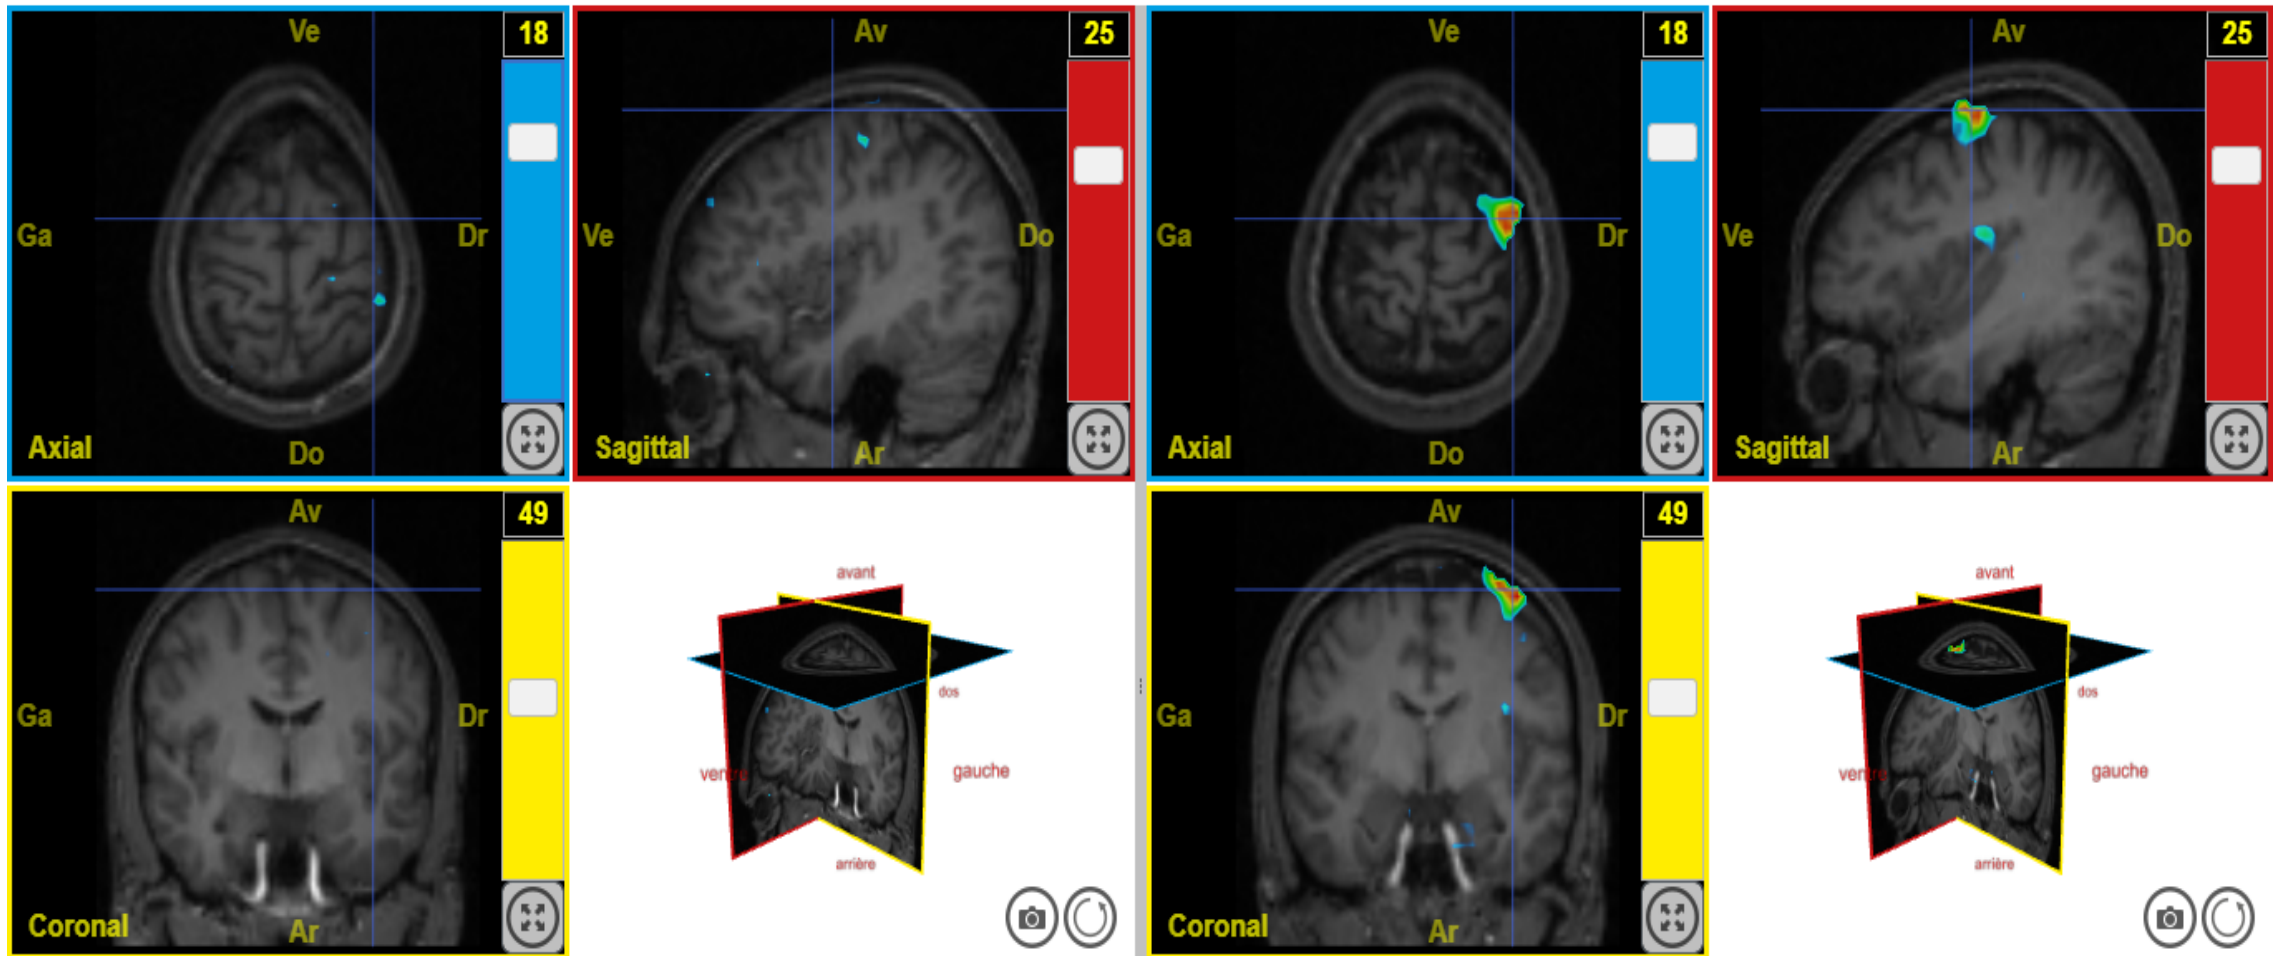 Ve
18
Ga
Dr
Axial
Do
Av
25
Ve
Do
Sagittal
Ar
Ve
18
Ga
Dr
Axial
Do
Av
25
Ve
Do
Sagittal
Ar
Av
49
Ga
Dr
Coronal
Ar
avant
dos
ventre
gauche
arrière
Av
49
Ga
Dr
Coronal
Ar
avant
dos
ventre
gauche
arrière